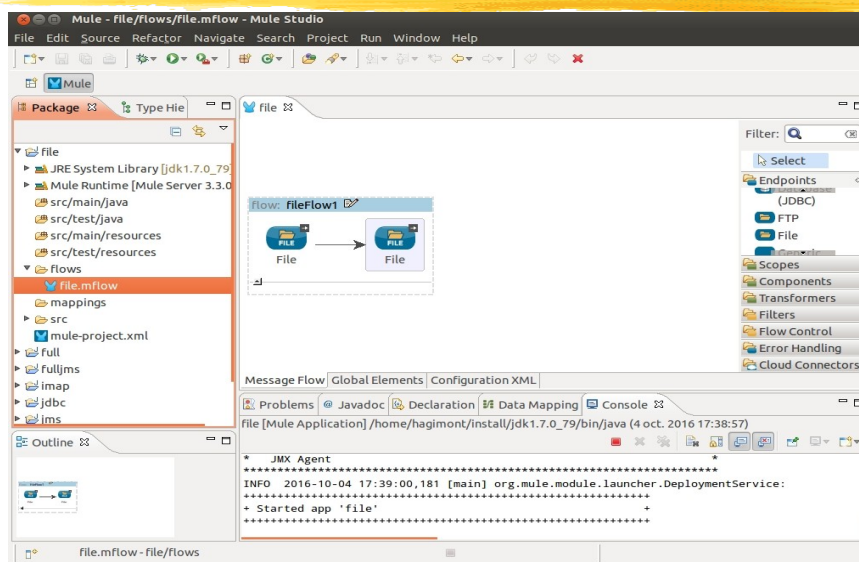 Mule - file/flows/file.mflow - Mule Studio
File Edit Source Refactor Navigate Search Project Run Window Help
Mule
Package
Type Hie
file
JRE System Library [jdk1.7.0_79]
Mule Runtime [Mule Server 3.3.0
src/main/java
src/test/java
src/main/resources
src/test/resources
flows
file.mflow
mappings
src
mule-project.xml
full
fulljms
imap
jdbc
jms
Outline
file
flow: fileFlow1
FILE
File
FILE
File
Message Flow Global Elements Configuration XML
Filter:
Select
Endpoints
(JDBC)
FTP
File
Generic
Scopes
Components
Transformers
Filters
Flow Control
Error Handling
Cloud Connectors
Problems @ Javadoc Declaration Data Mapping Console
file [Mule Application] /home/hagimont/install/jdk1.7.0_79/bin/java (4 oct. 2016 17:38:57)
* JMX Agent *
**********************************************************************
INFO 2016-10-04 17:39:00,181 [main] org.mule.module.launcher.DeploymentService:
++++++++++++++++++++++++++++++++++++++++++++++++++++++++++++
+ Started app 'file' +
++++++++++++++++++++++++++++++++++++++++++++++++++++++++++++
file.mflow - file/flows